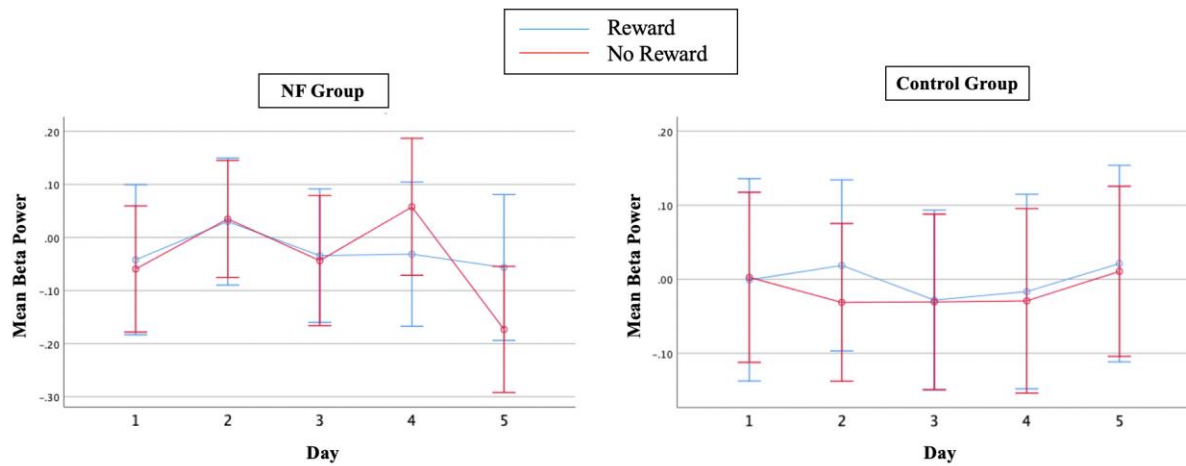 Reward
No Reward
NF Group
Control Group
Mean Beta Power
.20
.10
.00
-.10
-.20
-.30
1 2 3 4 5
Day
Mean Beta Power
.20
.10
.00
-.10
1 2 3 4 5
Day